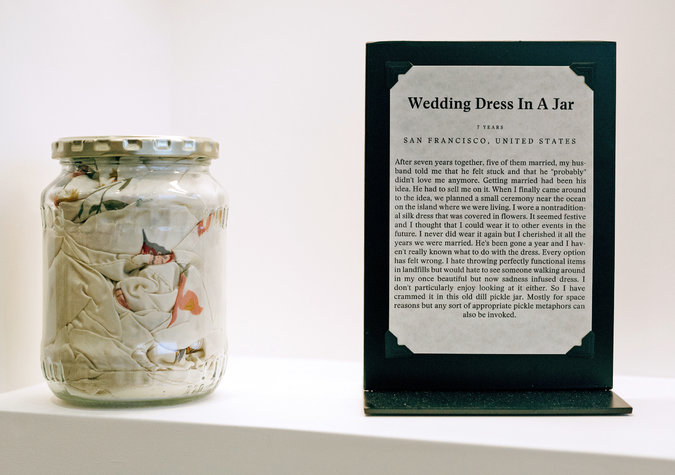 Wedding Dress In A Jar
7 YEARS
SAN FRANCISCO, UNITED STATES
After seven years together, five of them married, my hus-
band told me that he felt stuck and that he "probably"
didn't love me anymore. Getting married had been his
idea. He had to sell me on it. When I finally came around
to the idea, we planned a small ceremony near the ocean
on the island where we were living. I wore a nontradition-
al silk dress that was covered in flowers. It seemed festive
and I thought that I could wear it to other events in the
future. I never did wear it again but I cherished it all the
years we were married. He's been gone a year and I hav-
en't really known what to do with the dress. Every option
has felt wrong. I hate throwing perfectly functional items
in landfills but would hate to see someone walking around
in my once beautiful but now sadness infused dress. I
don't particularly enjoy looking at it either. So I have
crammed it in this old dill pickle jar. Mostly for space
reasons but any sort of appropriate pickle metaphors can
also be invoked.